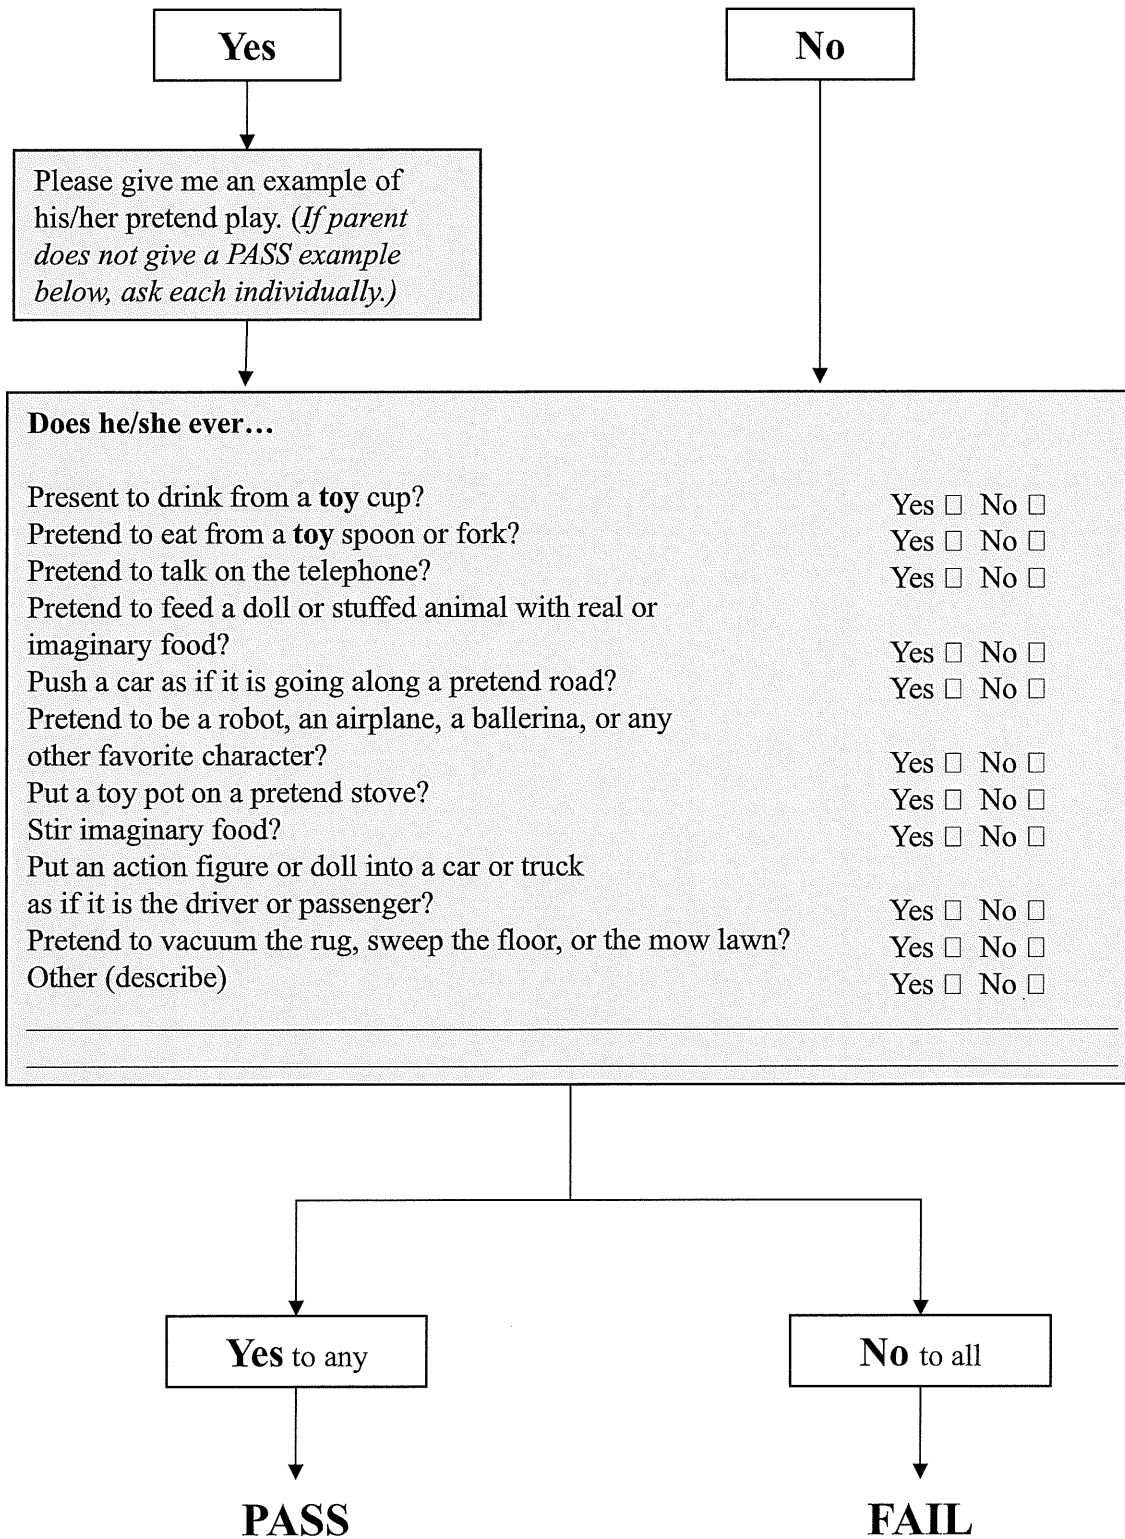 Yes
No
Please give me an example of
his/her pretend play. (If parent
does not give a PASS example
below, ask each individually.)
Does he/she ever…
Present to drink from a toy cup? Yes □ No □
Pretend to eat from a toy spoon or fork? Yes □ No □
Pretend to talk on the telephone? Yes □ No □
Pretend to feed a doll or stuffed animal with real or
imaginary food? Yes □ No □
Push a car as if it is going along a pretend road? Yes □ No □
Pretend to be a robot, an airplane, a ballerina, or any
other favorite character? Yes □ No □
Put a toy pot on a pretend stove? Yes □ No □
Stir imaginary food? Yes □ No □
Put an action figure or doll into a car or truck
as if it is the driver or passenger? Yes □ No □
Pretend to vacuum the rug, sweep the floor, or the mow lawn? Yes □ No □
Other (describe) Yes □ No □
Yes to any
No to all
PASS
FAIL